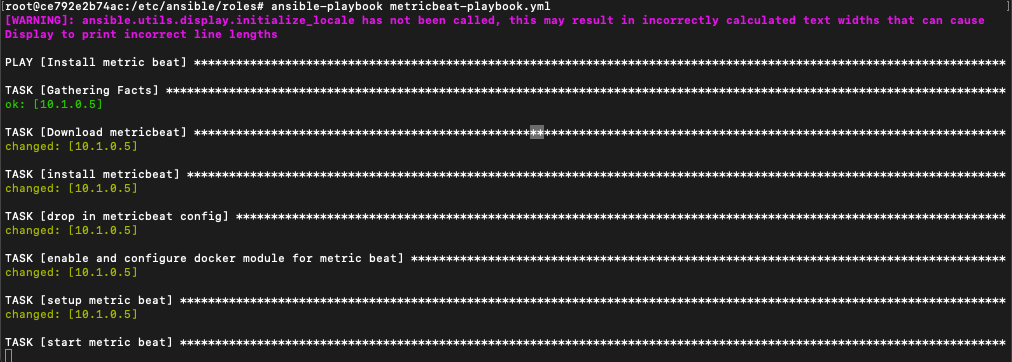 [root@ce792e2b74ac:/etc/ansible/roles# ansible-playbook metricbeat-playbook.yml ]
[WARNING]: ansible.utils.display.initialize_locale has not been called, this may result in incorrectly calculated text widths that can cause
Display to print incorrect line lengths
PLAY [Install metric beat] ********************************************************************************************************************
TASK [Gathering Facts] ************************************************************************************************************************
ok: [10.1.0.5]
TASK [Download metricbeat] ********************************************************************************************************************
changed: [10.1.0.5]
TASK [install metricbeat] *********************************************************************************************************************
changed: [10.1.0.5]
TASK [drop in metricbeat config] **************************************************************************************************************
changed: [10.1.0.5]
TASK [enable and configure docker module for metric beat] *************************************************************************************
changed: [10.1.0.5]
TASK [setup metric beat] **********************************************************************************************************************
changed: [10.1.0.5]
TASK [start metric beat] **********************************************************************************************************************